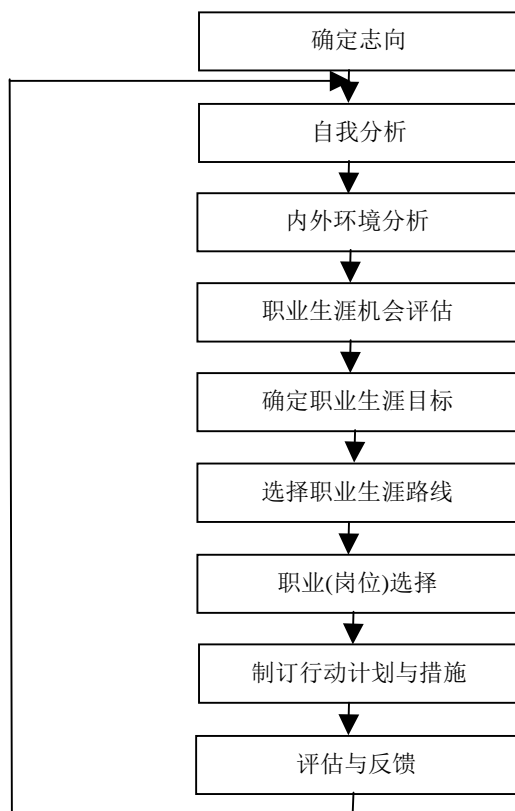 确定志向
自我分析
内外环境分析
职业生涯机会评估
确定职业生涯目标
选择职业生涯路线
职业(岗位)选择
制订行动计划与措施
评估与反馈